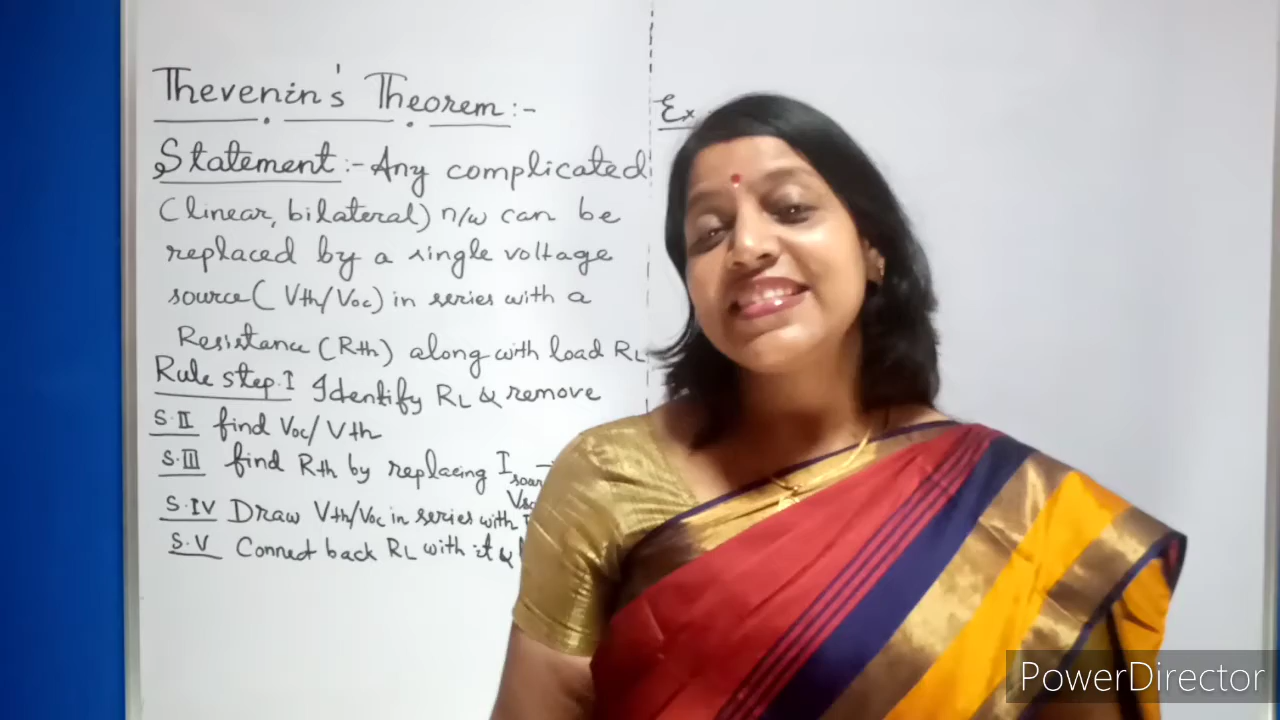 Thevenin's Theorem:-
Statement:- Any complicated
(linear, bilateral) n/w can be
replaced by a single voltage
source (Vth/Voc) in series with a
Resistance (Rth) along with load RL
Rule step.I Identify RL & remove
S.II find Voc/Vth
S.III find Rth by replacing I
S.IV Draw Vth/Voc in series with
S.V Connect back RL with it &
Ex
PowerDirector